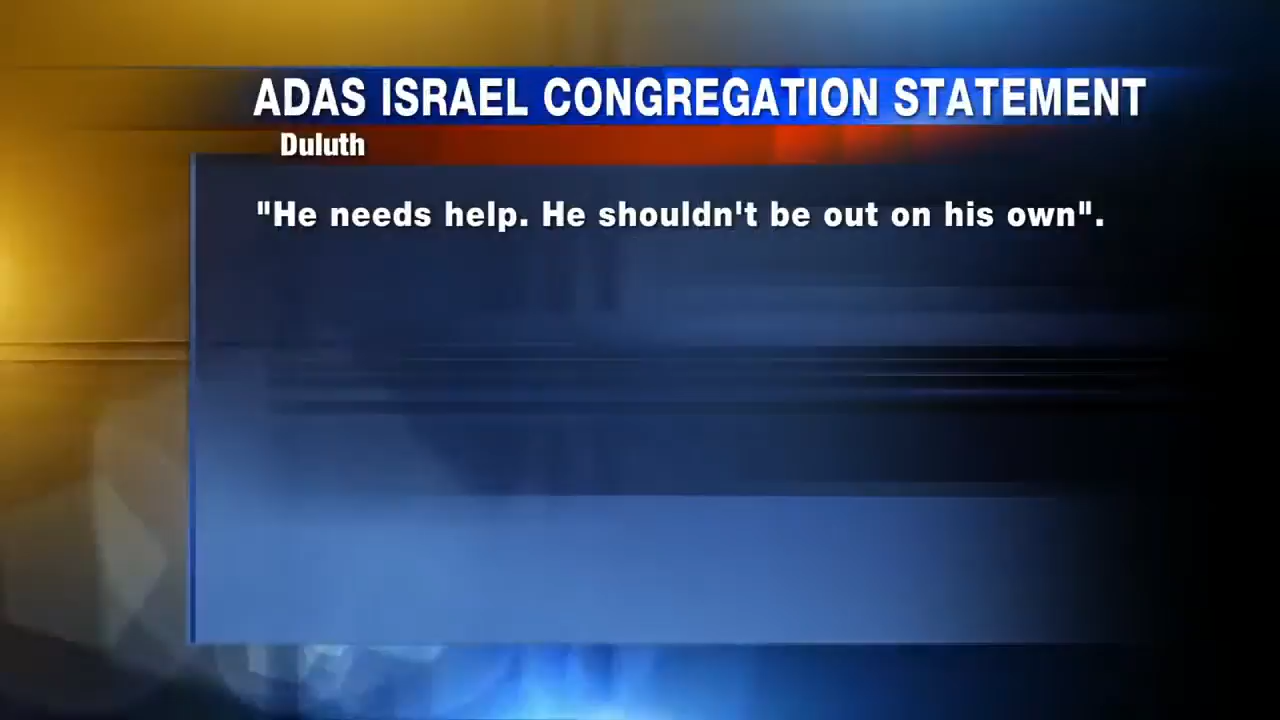 ADAS ISRAEL CONGREGATION STATEMENT
Duluth
"He needs help. He shouldn't be out on his own".